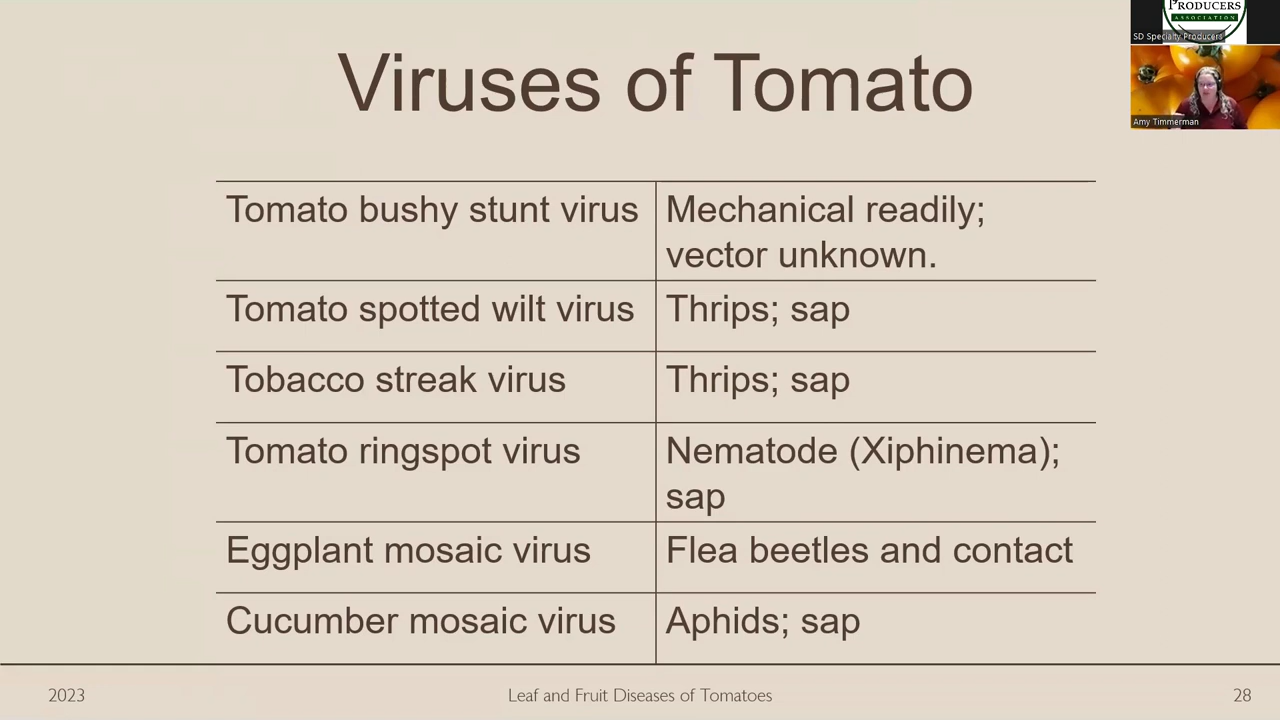 PRODUCERS
ASSOCIATION
SD Specialty Producers
Amy Timmerman
Viruses of Tomato
Tomato bushy stunt virus
Mechanical readily;
vector unknown.
Tomato spotted wilt virus
Thrips; sap
Tobacco streak virus
Thrips; sap
Tomato ringspot virus
Nematode (Xiphinema);
sap
Eggplant mosaic virus
Flea beetles and contact
Cucumber mosaic virus
Aphids; sap
2023
Leaf and Fruit Diseases of Tomatoes
28